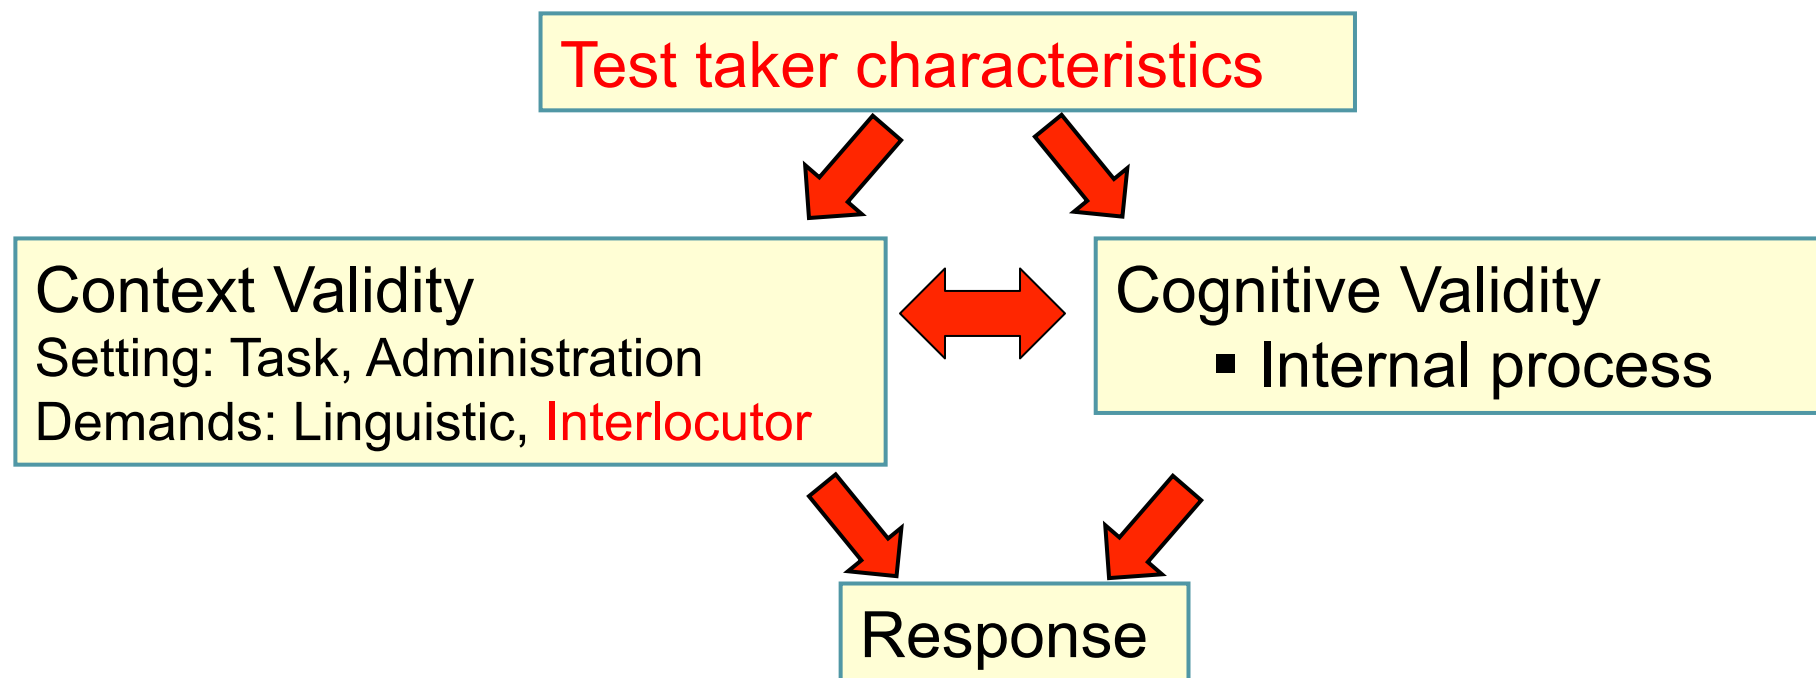 Test taker characteristics
Context Validity
Setting: Task, Administration
Demands: Linguistic, Interlocutor
Cognitive Validity
▪ Internal process
Response